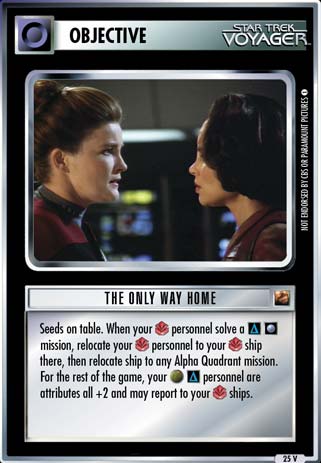 OBJECTIVE
STAR TREK
VOYAGER
NOT ENDORSED BY CBS OR PARAMOUNT PICTURES
THE ONLY WAY HOME
Seeds on table. When your personnel solve a
mission, relocate your personnel to your ship
there, then relocate ship to any Alpha Quadrant mission.
For the rest of the game, your personnel are
attributes all +2 and may report to your ships.
25 V